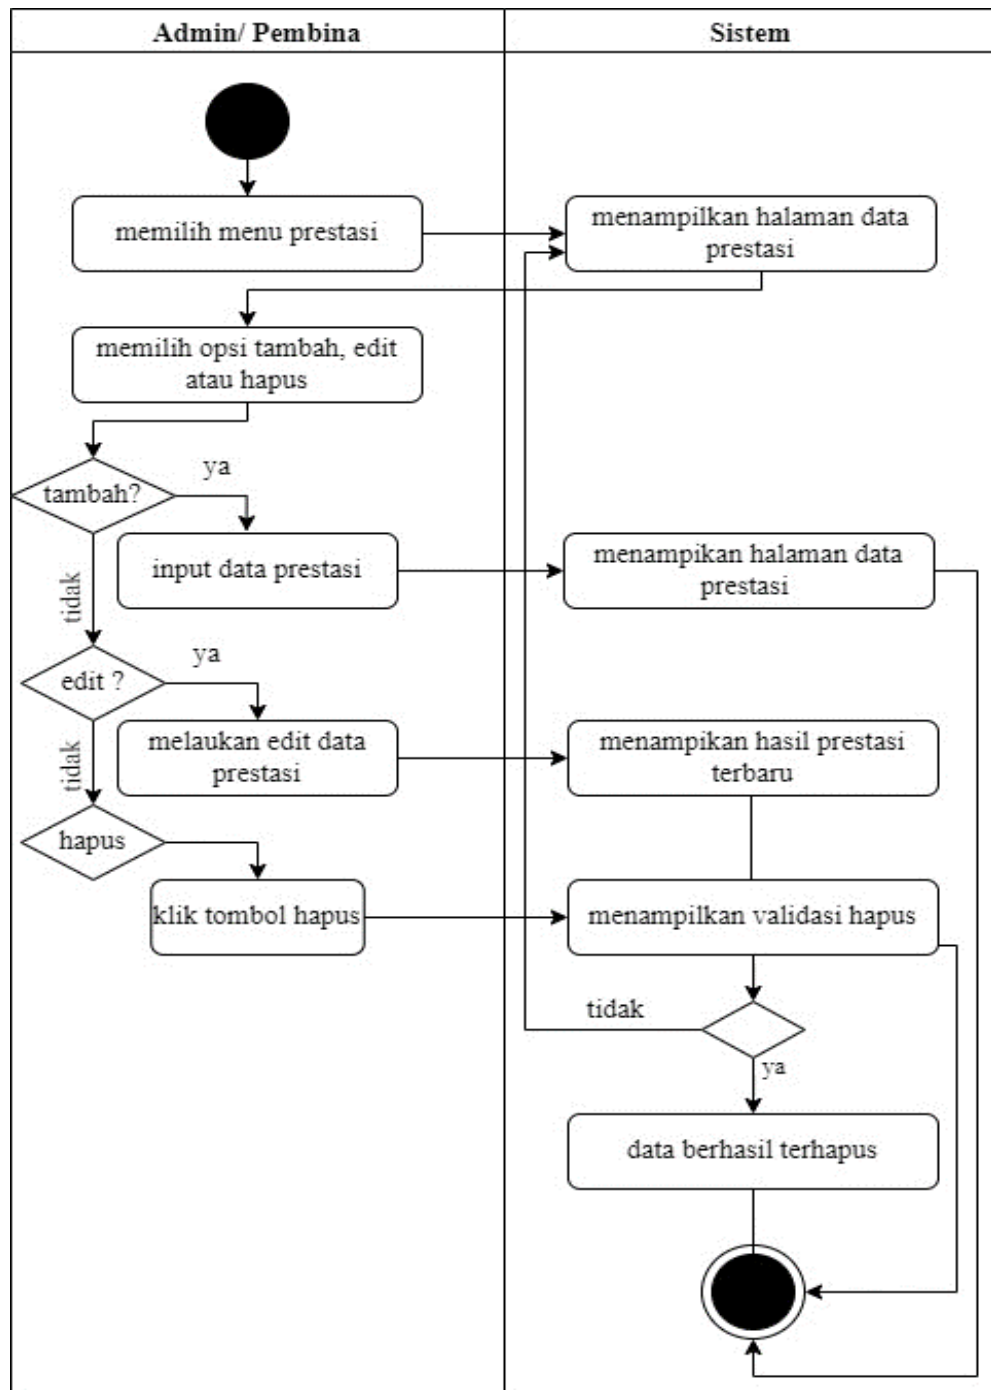 Admin/ Pembina
Sistem
memilih menu prestasi
menampilkan halaman data
prestasi
memilih opsi tambah, edit
atau hapus
tambah?
ya
tidak
input data prestasi
menampikan halaman data
prestasi
edit ?
ya
tidak
melaukan edit data
prestasi
menampikan hasil prestasi
terbaru
hapus
klik tombol hapus
menampilkan validasi hapus
tidak
ya
data berhasil terhapus